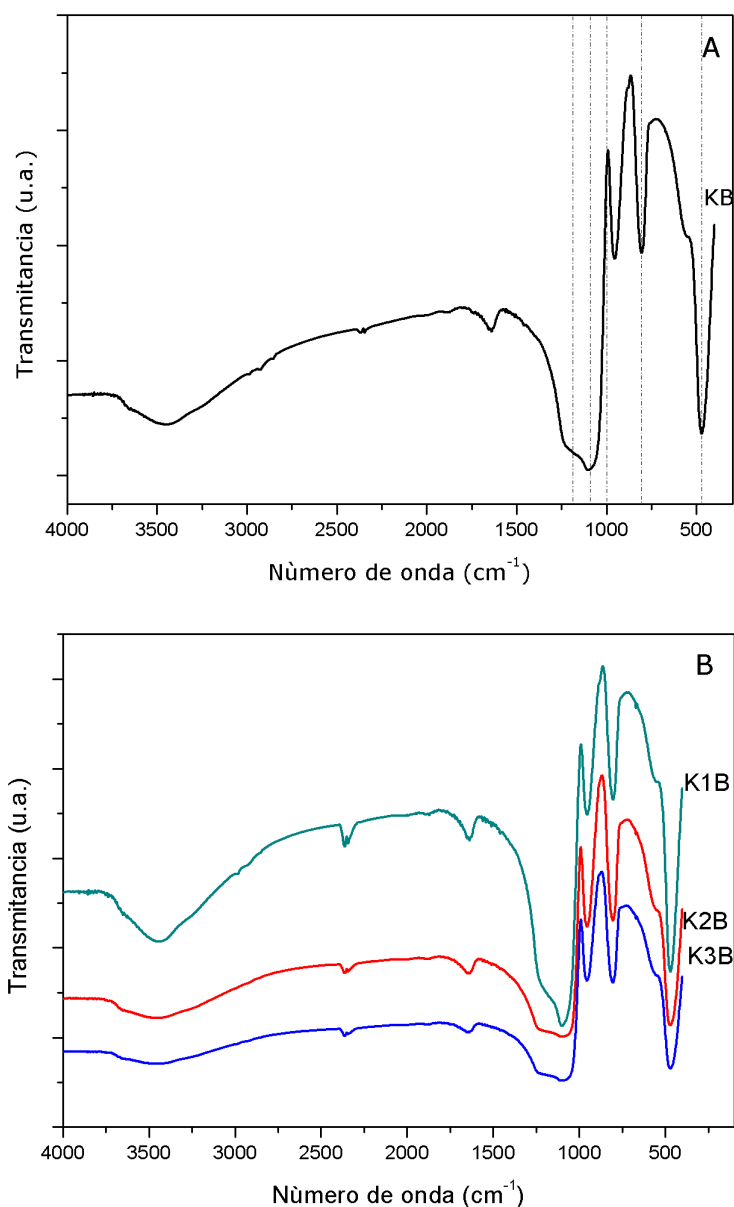 A
KB
Transmitancia (u.a.)
4000 3500 3000 2500 2000 1500 1000 500
Nùmero de onda (cm⁻¹)
B
K1B
K2B
K3B
Transmitancia (u.a.)
4000 3500 3000 2500 2000 1500 1000 500
Nùmero de onda (cm⁻¹)